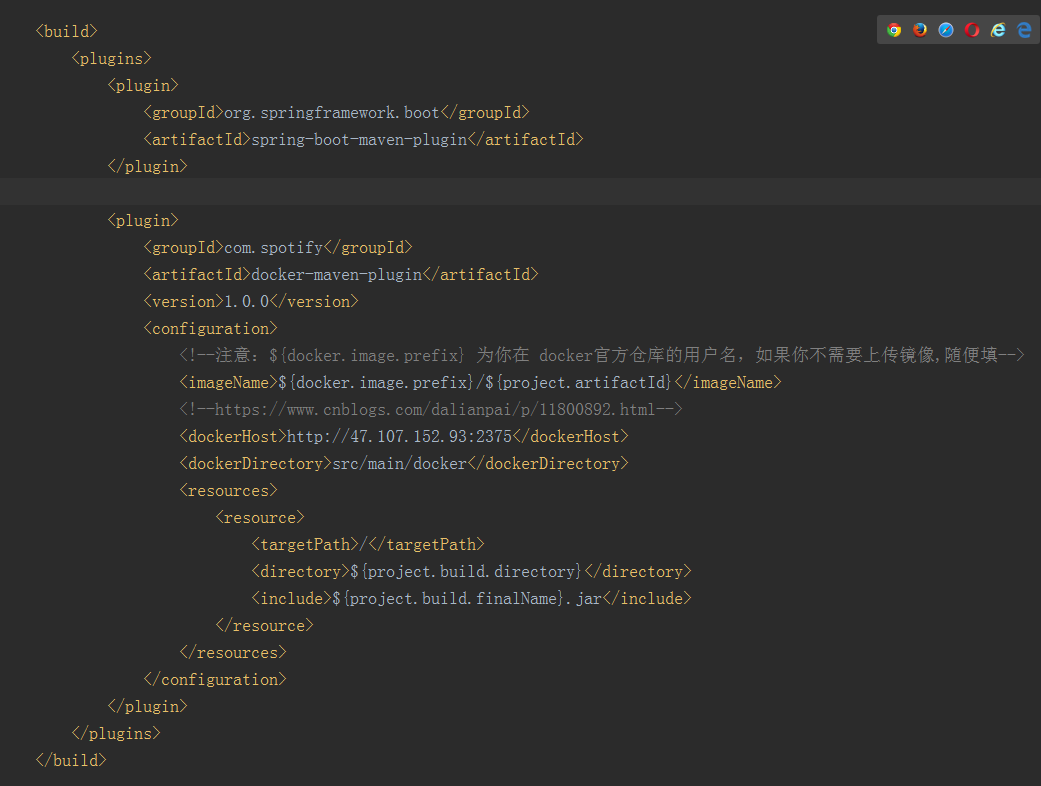 <build>
<plugins>
<plugin>
<groupId>org.springframework.boot</groupId>
<artifactId>spring-boot-maven-plugin</artifactId>
</plugin>
<plugin>
<groupId>com.spotify</groupId>
<artifactId>docker-maven-plugin</artifactId>
<version>1.0.0</version>
<configuration>
<!--注意：${docker.image.prefix} 为你在 docker官方仓库的用户名，如果你不需要上传镜像,随便填-->
<imageName>${docker.image.prefix}/${project.artifactId}</imageName>
<!--https://www.cnblogs.com/dalianpai/p/11800892.html-->
<dockerHost>http://47.107.152.93:2375</dockerHost>
<dockerDirectory>src/main/docker</dockerDirectory>
<resources>
<resource>
<targetPath>/</targetPath>
<directory>${project.build.directory}</directory>
<include>${project.build.finalName}.jar</include>
</resource>
</resources>
</configuration>
</plugin>
</plugins>
</build>